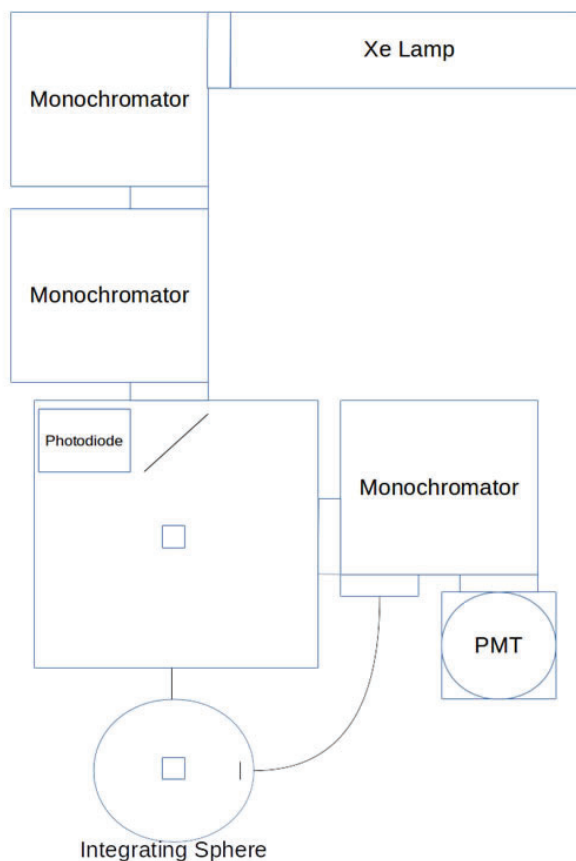 Xe Lamp
Monochromator
Monochromator
Photodiode
Monochromator
PMT
Integrating Sphere